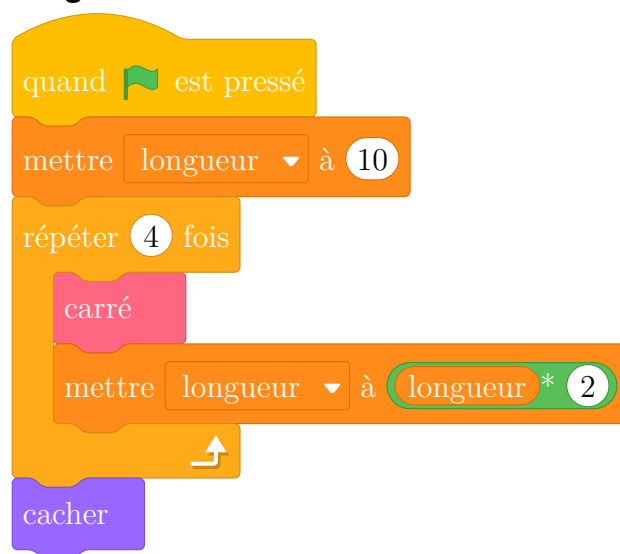 quand est pressé
mettre longueur à 10
répéter 4 fois
carré
mettre longueur à longueur * 2
cacher